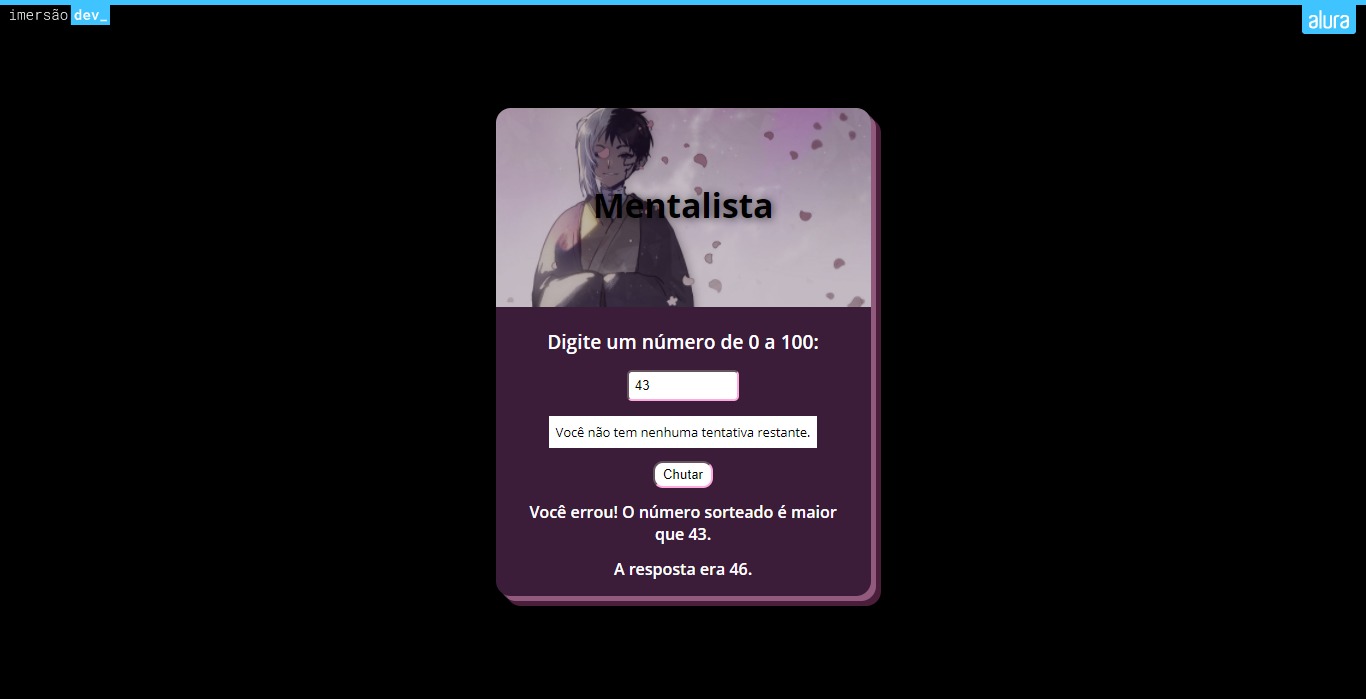 imersão dev_
alura
Mentalista
Digite um número de 0 a 100:
43
Você não tem nenhuma tentativa restante.
Chutar
Você errou! O número sorteado é maior
que 43.
A resposta era 46.